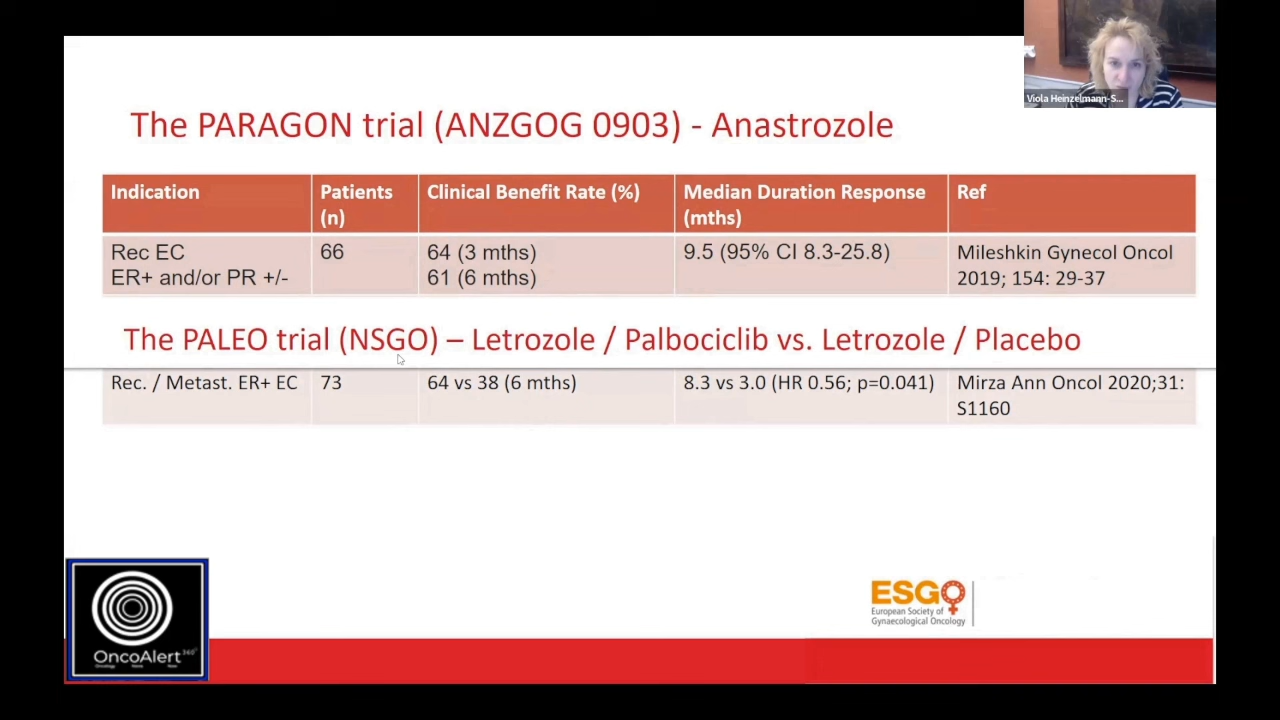 Viola Heinzelmann-S...
The PARAGON trial (ANZGOG 0903) - Anastrozole
Indication
Patients
(n)
Clinical Benefit Rate (%)
Median Duration Response
(mths)
Ref
Rec EC
ER+ and/or PR +/-
66
64 (3 mths)
61 (6 mths)
9.5 (95% CI 8.3-25.8)
Mileshkin Gynecol Oncol
2019; 154: 29-37
The PALEO trial (NSGO) – Letrozole / Palbociclib vs. Letrozole / Placebo
Rec. / Metast. ER+ EC
73
64 vs 38 (6 mths)
8.3 vs 3.0 (HR 0.56; p=0.041)
Mirza Ann Oncol 2020;31:
S1160
OncoAlert 360°
Oncology News Now
ESGO
European Society of
Gynaecological Oncology